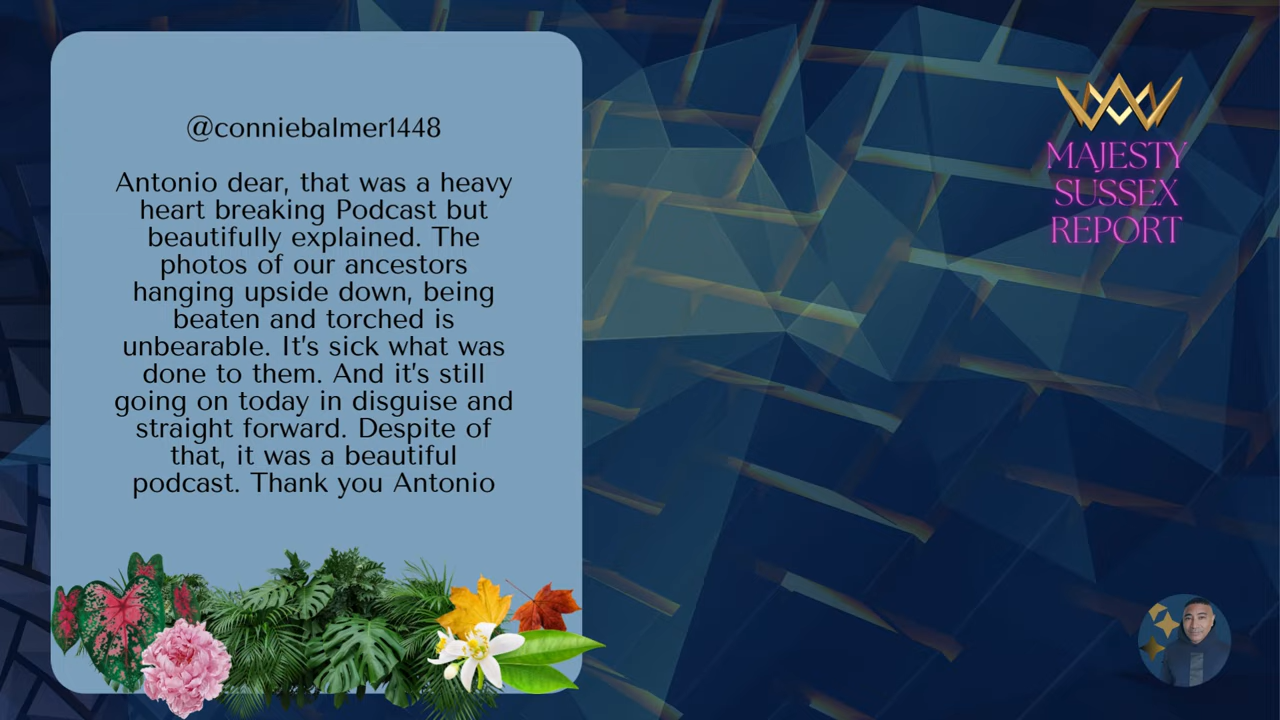 @conniebalmer1448
Antonio dear, that was a heavy
heart breaking Podcast but
beautifully explained. The
photos of our ancestors
hanging upside down, being
beaten and torched is
unbearable. It's sick what was
done to them. And it's still
going on today in disguise and
straight forward. Despite of
that, it was a beautiful
podcast. Thank you Antonio
MAJESTY
SUSSEX
REPORT